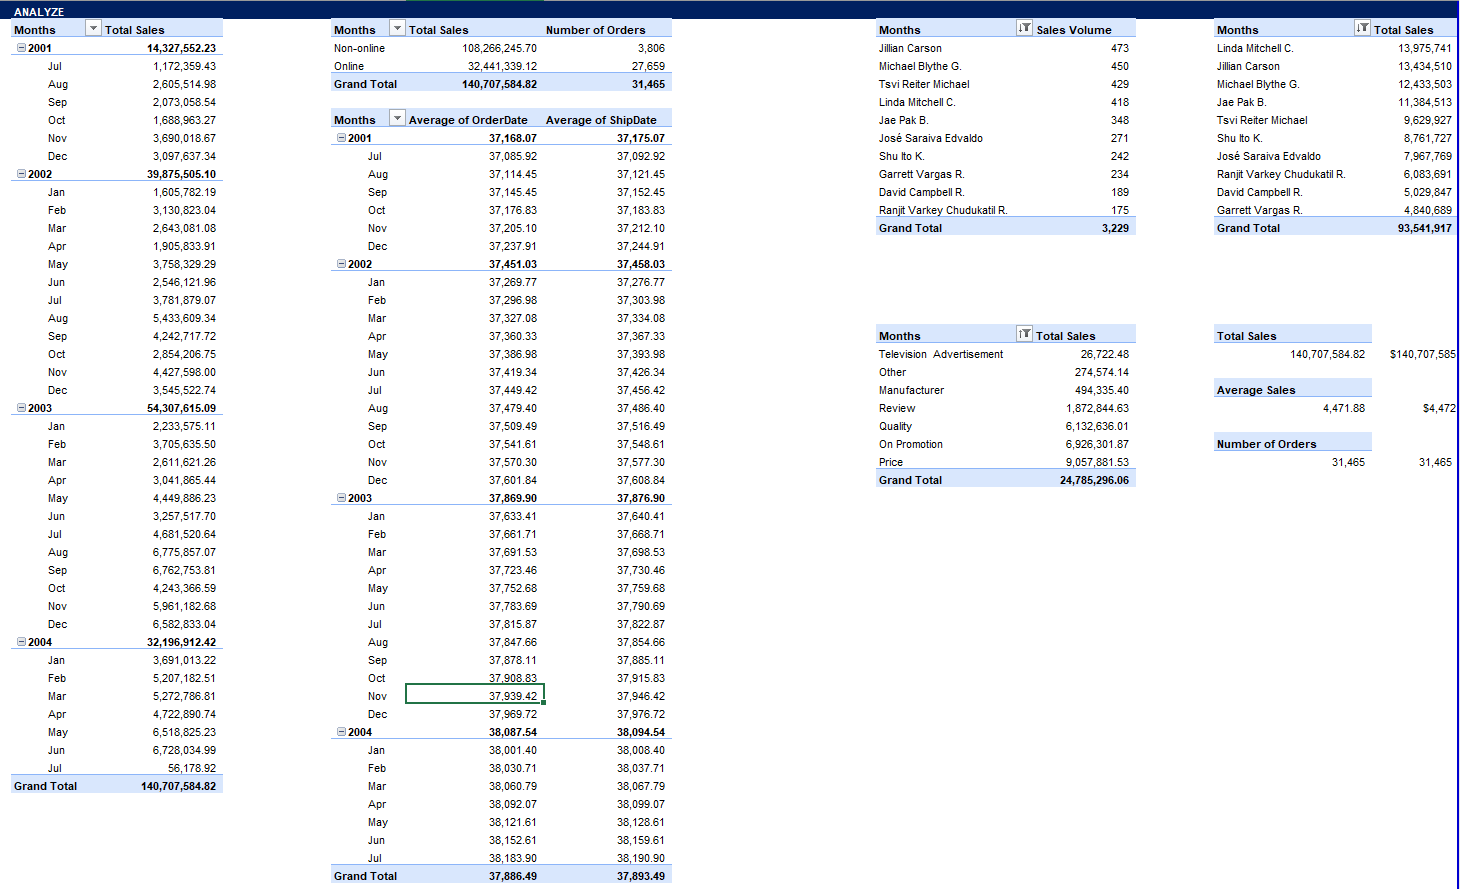 ANALYZE
Months Total Sales
2001 14,327,552.23
Jul 1,172,359.43
Aug 2,605,514.98
Sep 2,073,058.54
Oct 1,688,963.27
Nov 3,690,018.67
Dec 3,097,637.34
2002 39,875,505.10
Jan 1,605,782.19
Feb 3,130,823.04
Mar 2,643,081.08
Apr 1,905,833.91
May 3,758,329.29
Jun 2,546,121.96
Jul 3,781,879.07
Aug 5,433,609.34
Sep 4,242,717.72
Oct 2,854,206.75
Nov 4,427,598.00
Dec 3,545,522.74
2003 54,307,615.09
Jan 2,233,575.11
Feb 3,705,635.50
Mar 2,611,621.26
Apr 3,041,865.44
May 4,449,886.23
Jun 3,257,517.70
Jul 4,681,520.64
Aug 6,775,857.07
Sep 6,762,753.81
Oct 4,243,366.59
Nov 5,961,182.68
Dec 6,582,833.04
2004 32,196,912.42
Jan 3,691,013.22
Feb 5,207,182.51
Mar 5,272,786.81
Apr 4,722,890.74
May 6,518,825.23
Jun 6,728,034.99
Jul 56,178.92
Grand Total 140,707,584.82
Months Total Sales Number of Orders
Non-online 108,266,245.70 3,806
Online 32,441,339.12 27,659
Grand Total 140,707,584.82 31,465
Months Average of OrderDate Average of ShipDate
2001 37,168.07 37,175.07
Jul 37,085.92 37,092.92
Aug 37,114.45 37,121.45
Sep 37,145.45 37,152.45
Oct 37,176.83 37,183.83
Nov 37,205.10 37,212.10
Dec 37,237.91 37,244.91
2002 37,451.03 37,458.03
Jan 37,269.77 37,276.77
Feb 37,296.98 37,303.98
Mar 37,327.08 37,334.08
Apr 37,360.33 37,367.33
May 37,386.98 37,393.98
Jun 37,419.34 37,426.34
Jul 37,449.42 37,456.42
Aug 37,479.40 37,486.40
Sep 37,509.49 37,516.49
Oct 37,541.61 37,548.61
Nov 37,570.30 37,577.30
Dec 37,601.84 37,608.84
2003 37,869.90 37,876.90
Jan 37,633.41 37,640.41
Feb 37,661.71 37,668.71
Mar 37,691.53 37,698.53
Apr 37,723.46 37,730.46
May 37,752.68 37,759.68
Jun 37,783.69 37,790.69
Jul 37,815.87 37,822.87
Aug 37,847.66 37,854.66
Sep 37,878.11 37,885.11
Oct 37,908.83 37,915.83
Nov 37,939.42 37,946.42
Dec 37,969.72 37,976.72
2004 38,087.54 38,094.54
Jan 38,001.40 38,008.40
Feb 38,030.71 38,037.71
Mar 38,060.79 38,067.79
Apr 38,092.07 38,099.07
May 38,121.61 38,128.61
Jun 38,152.61 38,159.61
Jul 38,183.90 38,190.90
Grand Total 37,886.49 37,893.49
Months Sales Volume
Jillian Carson 473
Michael Blythe G. 450
Tsvi Reiter Michael 429
Linda Mitchell C. 418
Jae Pak B. 348
José Saraiva Edvaldo 271
Shu Ito K. 242
Garrett Vargas R. 234
David Campbell R. 189
Ranjit Varkey Chudukatil R. 175
Grand Total 3,229
Months Total Sales
Linda Mitchell C. 13,975,741
Jillian Carson 13,434,510
Michael Blythe G. 12,433,503
Jae Pak B. 11,384,513
Tsvi Reiter Michael 9,629,927
Shu Ito K. 8,761,727
José Saraiva Edvaldo 7,967,769
Ranjit Varkey Chudukatil R. 6,083,691
David Campbell R. 5,029,847
Garrett Vargas R. 4,840,689
Grand Total 93,541,917
Months Total Sales
Television Advertisement 26,722.48
Other 274,574.14
Manufacturer 494,335.40
Review 1,872,844.63
Quality 6,132,636.01
On Promotion 6,926,301.87
Price 9,057,881.53
Grand Total 24,785,296.06
Total Sales
140,707,584.82 $140,707,585
Average Sales
4,471.88 $4,472
Number of Orders
31,465 31,465